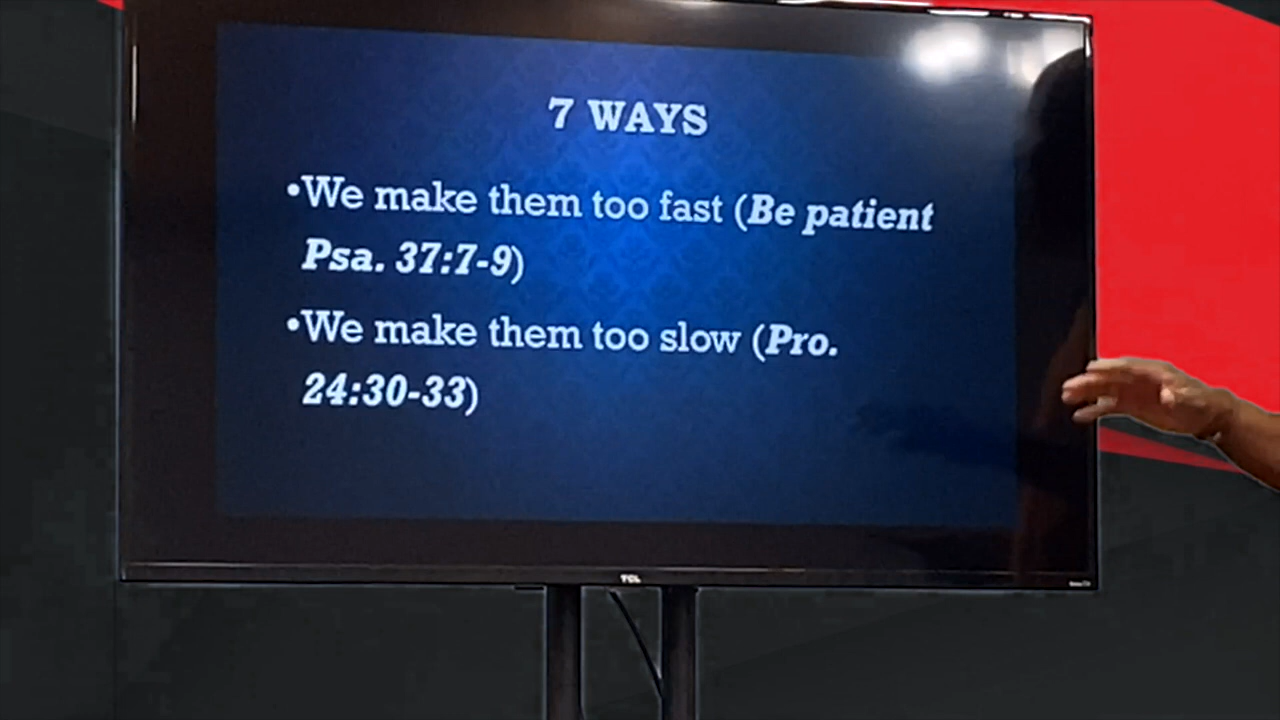 7 WAYS
•We make them too fast (Be patient
Psa. 37:7-9)
•We make them too slow (Pro.
24:30-33)
TCL